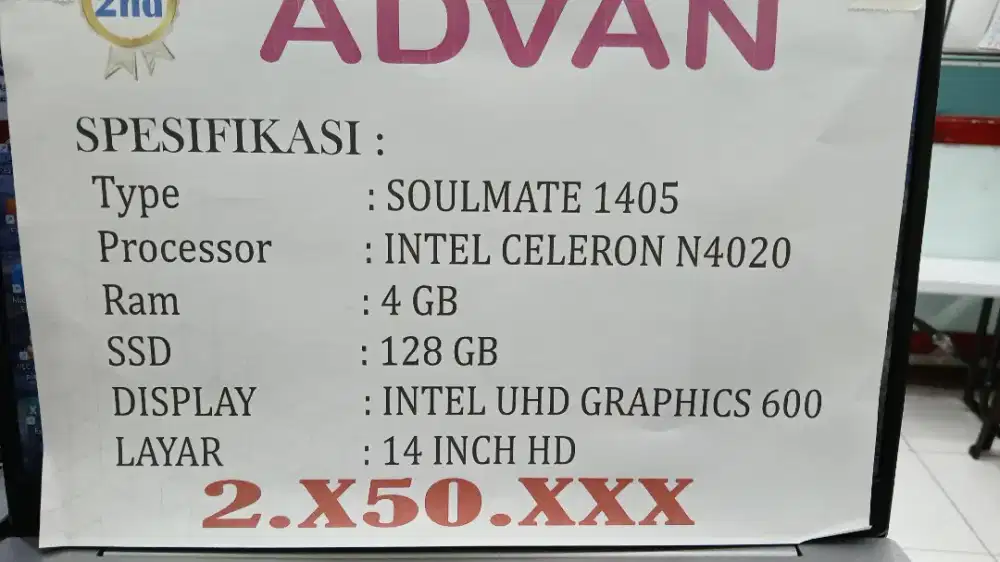 2nd
ADVAN
SPESIFIKASI :
Type : SOULMATE 1405
Processor : INTEL CELERON N4020
Ram : 4 GB
SSD : 128 GB
DISPLAY : INTEL UHD GRAPHICS 600
LAYAR : 14 INCH HD
2.X50.XXX